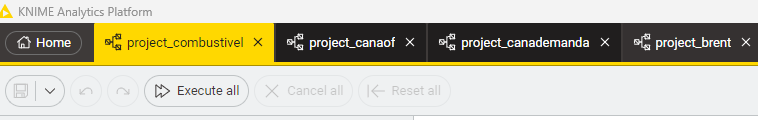 KNIME Analytics Platform
Home project_combustivel project_canaof project_canademanda project_brent
Execute all Cancel all Reset all